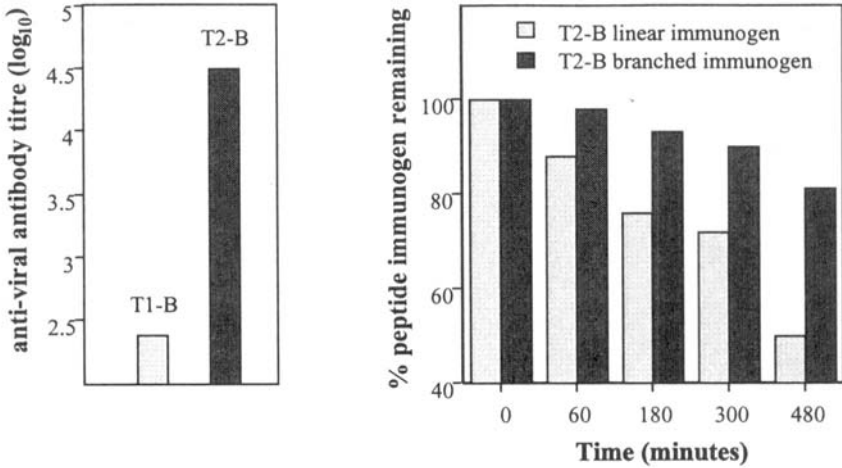 anti-viral antibody titre (log10)
5
4.5
4
3.5
3
2.5
T1-B
T2-B
% peptide immunogen remaining
T2-B linear immunogen
T2-B branched immunogen
100
80
60
40
0 60 180 300 480
Time (minutes)